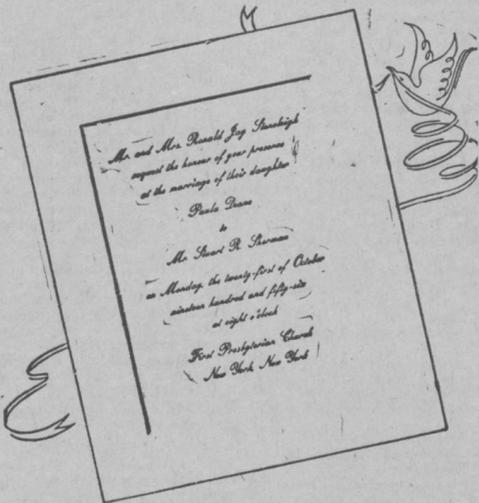 Mr. and Mrs. Ronald Jay Stanleigh
request the honour of your presence
at the marriage of their daughter
Paula Deane
to
Mr. Stuart R. Sherman
on Monday, the twenty-first of October
nineteen hundred and fifty-six
at eight o'clock
First Presbyterian Church
New York, New York